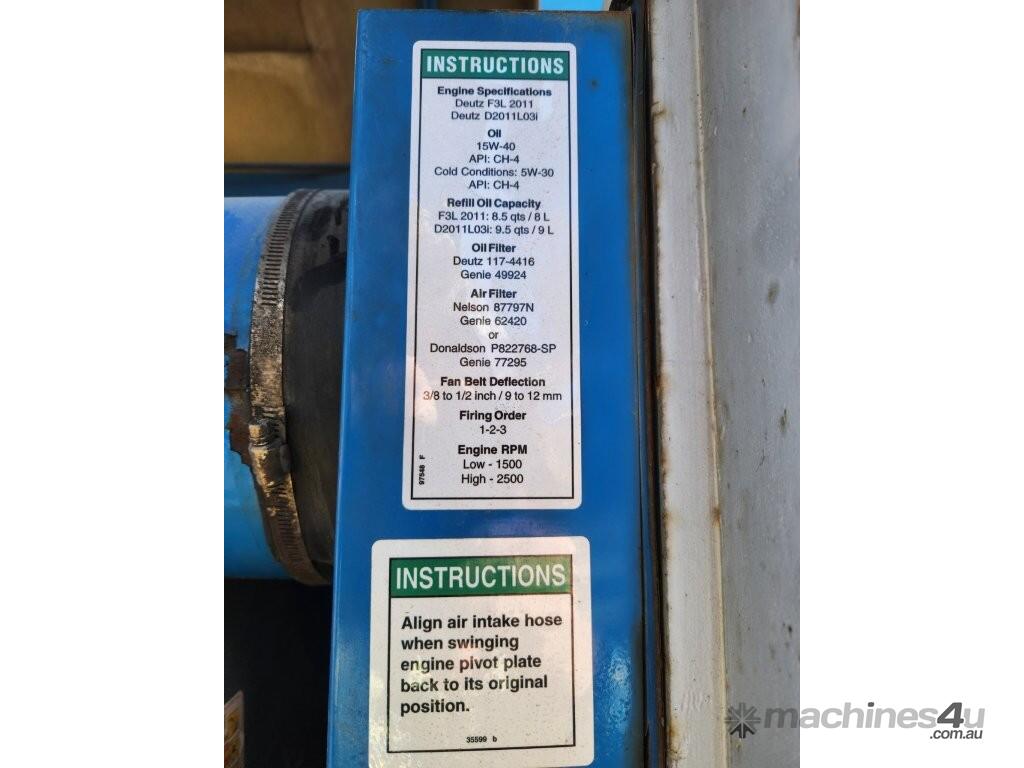 INSTRUCTIONS
Engine Specifications
Deutz F3L 2011
Deutz D2011L03i
Oil
15W-40
API: CH-4
Cold Conditions: 5W-30
API: CH-4
Refill Oil Capacity
F3L 2011: 8.5 qts / 8 L
D2011L03i: 9.5 qts / 9 L
Oil Filter
Deutz 117-4416
Genie 49924
Air Filter
Nelson 87797N
Genie 62420
or
Donaldson P822768-SP
Genie 77295
Fan Belt Deflection
3/8 to 1/2 inch / 9 to 12 mm
Firing Order
1-2-3
Engine RPM
Low - 1500
High - 2500
97548 F
INSTRUCTIONS
Align air intake hose
when swinging
engine pivot plate
back to its original
position.
35599 b
machines4u
.com.au